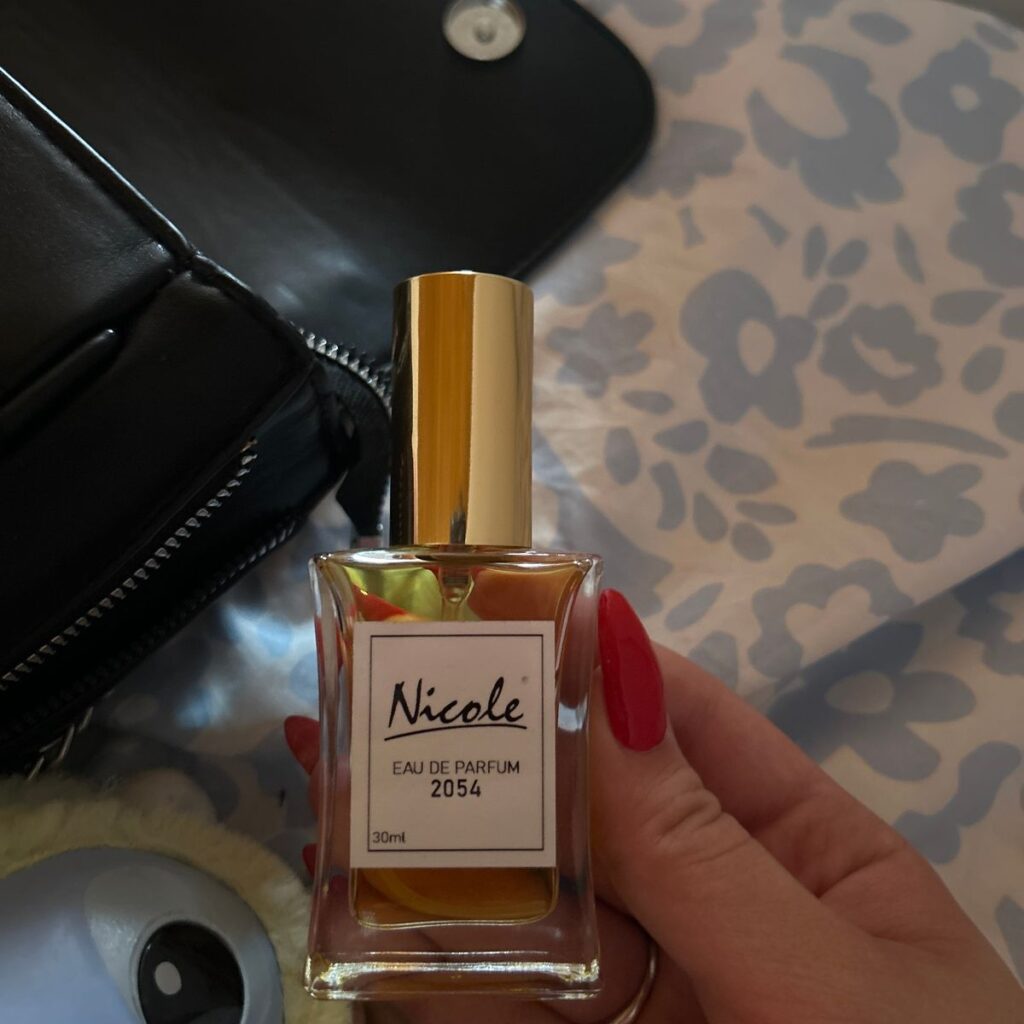 Nicole
EAU DE PARFUM
2054
30ml